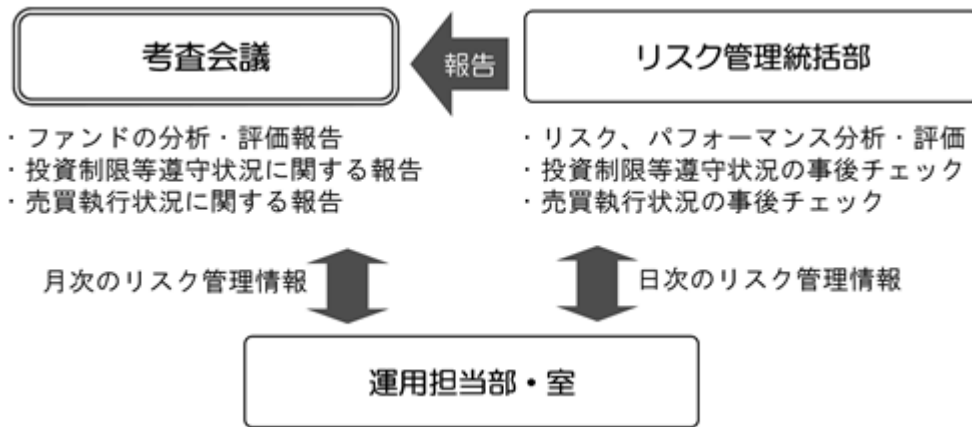 考査会議
報告
リスク管理統括部
・ファンドの分析・評価報告
・投資制限等遵守状況に関する報告
・売買執行状況に関する報告
・リスク、パフォーマンス分析・評価
・投資制限等遵守状況の事後チェック
・売買執行状況の事後チェック
月次のリスク管理情報
日次のリスク管理情報
運用担当部・室